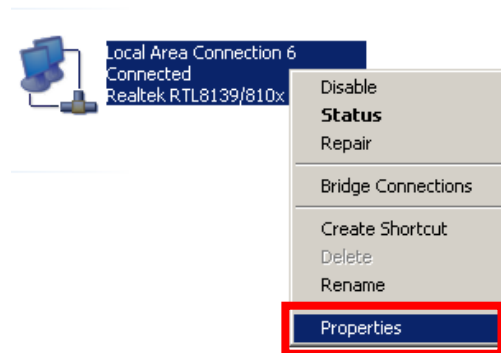 Local Area Connection 6
Connected
Realtek RTL8139/810x
Disable
Status
Repair
Bridge Connections
Create Shortcut
Delete
Rename
Properties